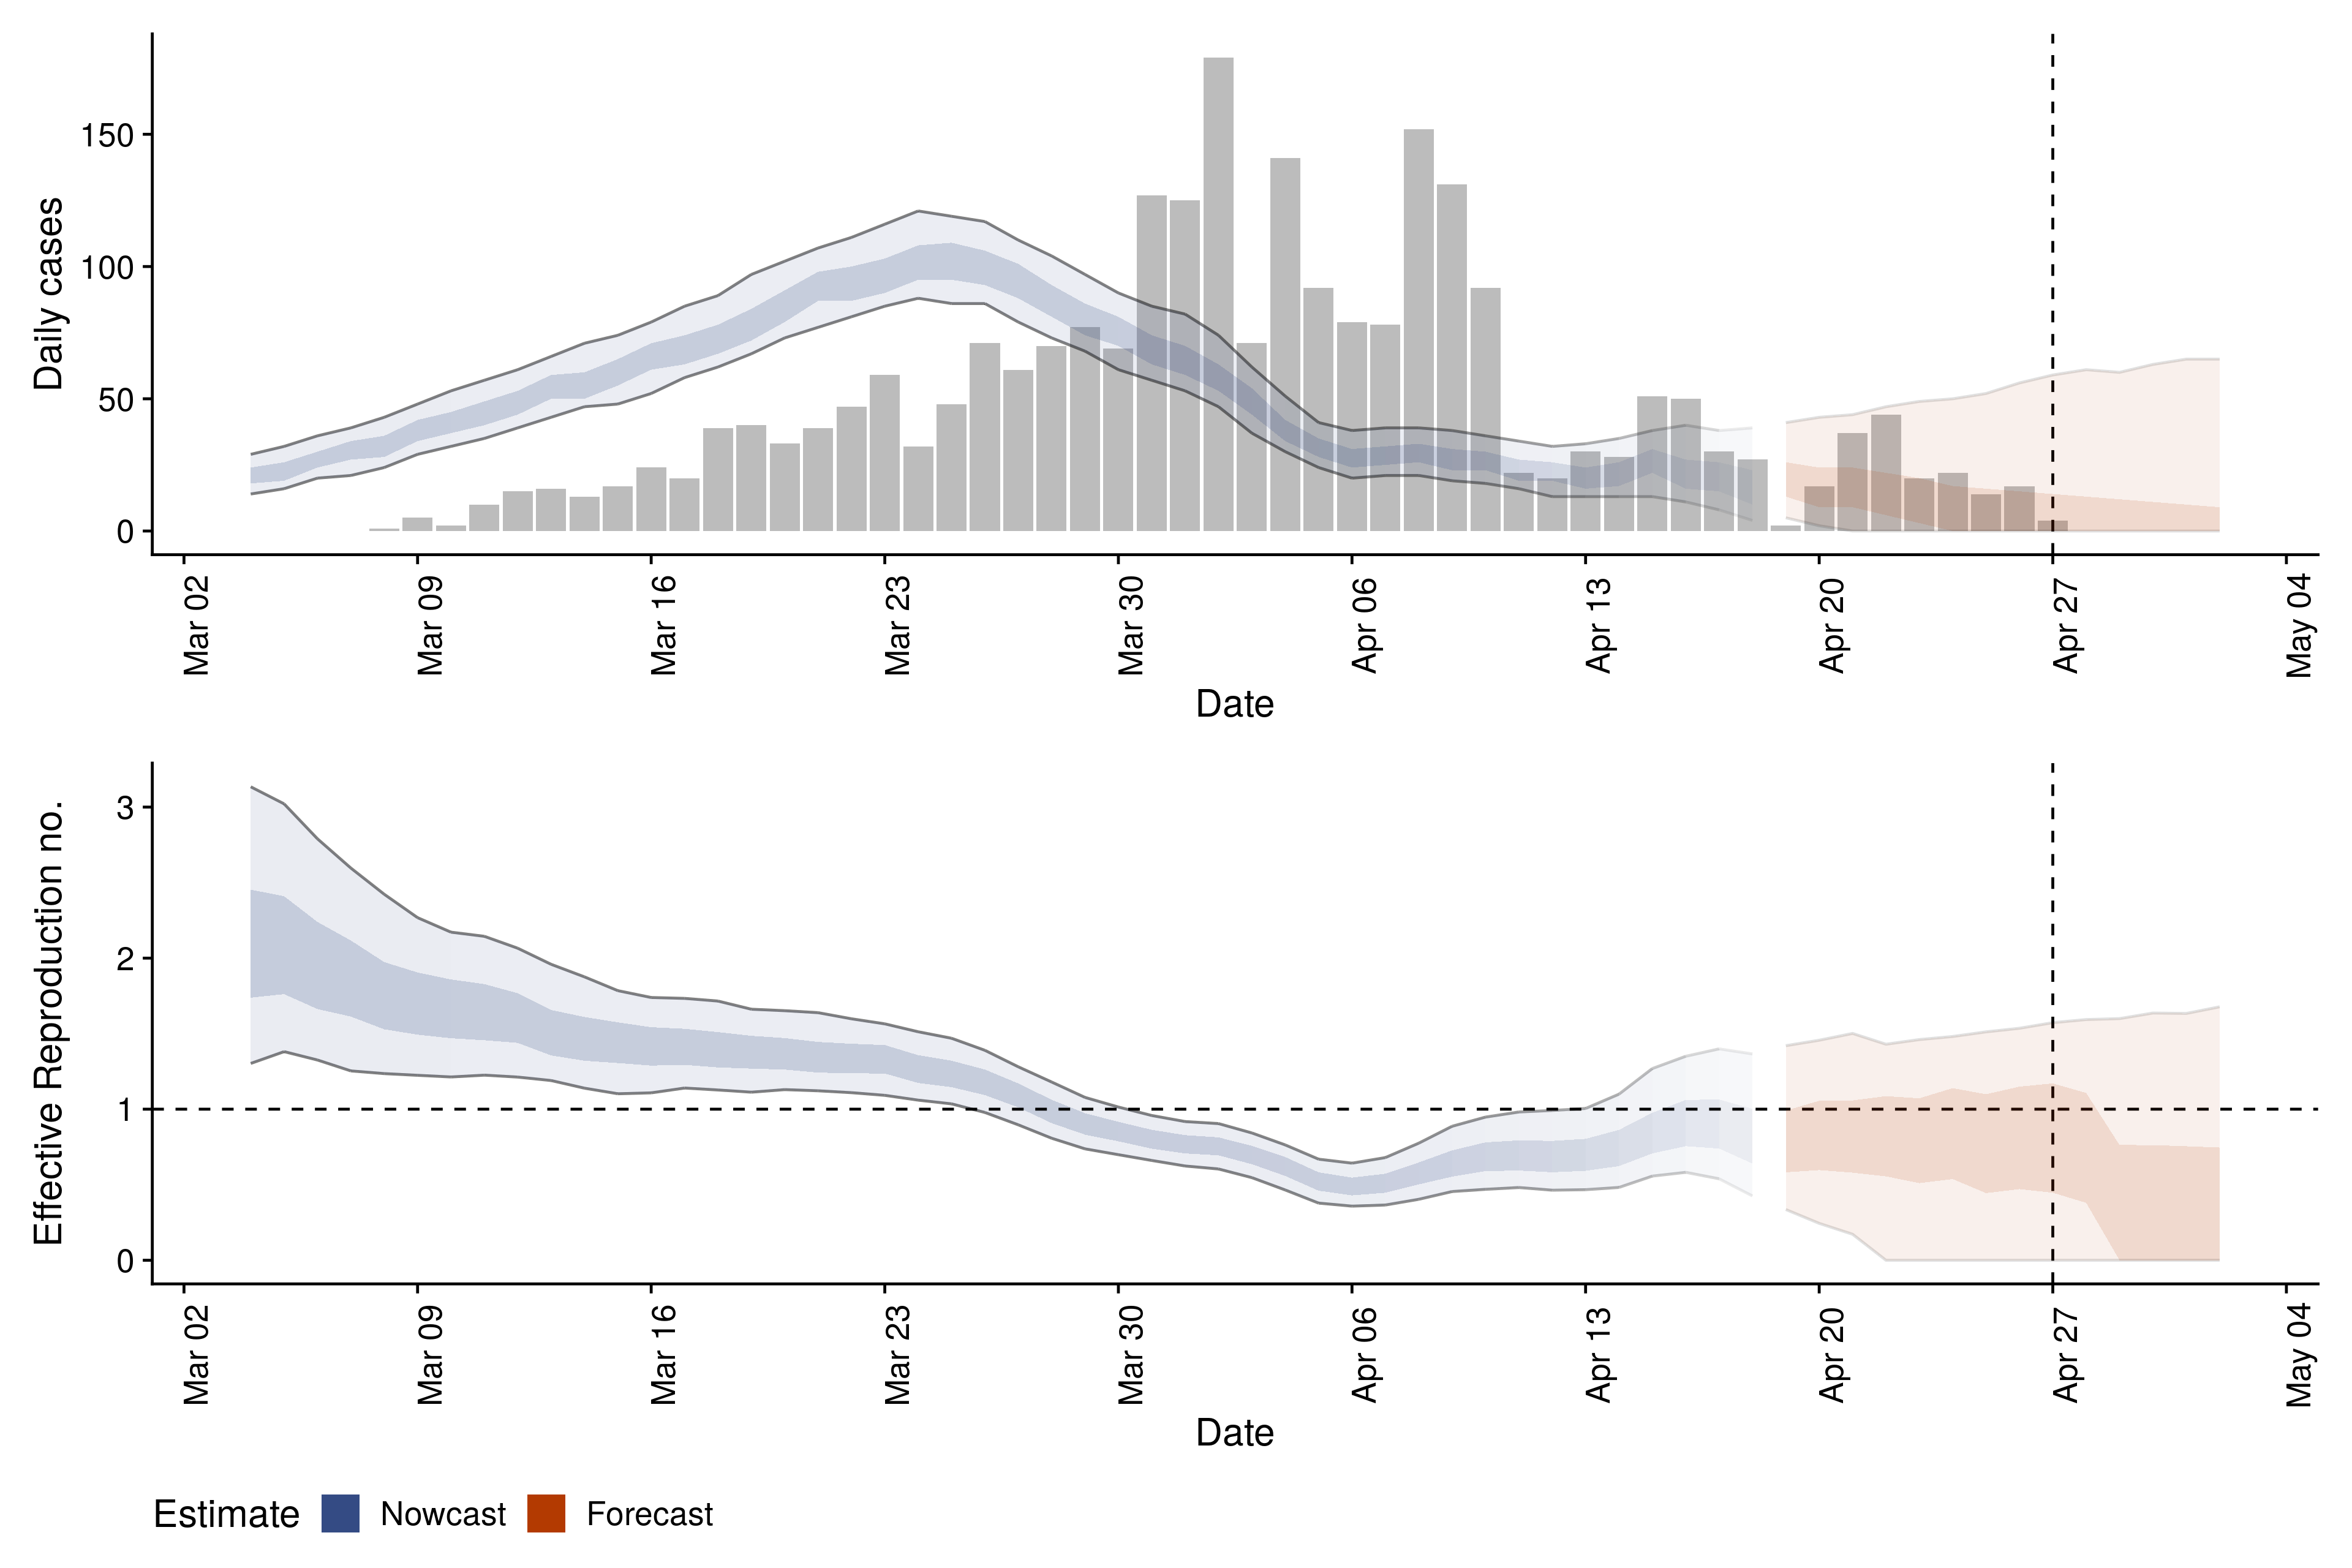 Daily cases
150
100
50
0
Mar 02 Mar 09 Mar 16 Mar 23 Mar 30 Apr 06 Apr 13 Apr 20 Apr 27 May 04
Date
Effective Reproduction no.
3
2
1
0
Mar 02 Mar 09 Mar 16 Mar 23 Mar 30 Apr 06 Apr 13 Apr 20 Apr 27 May 04
Date
Estimate Nowcast Forecast